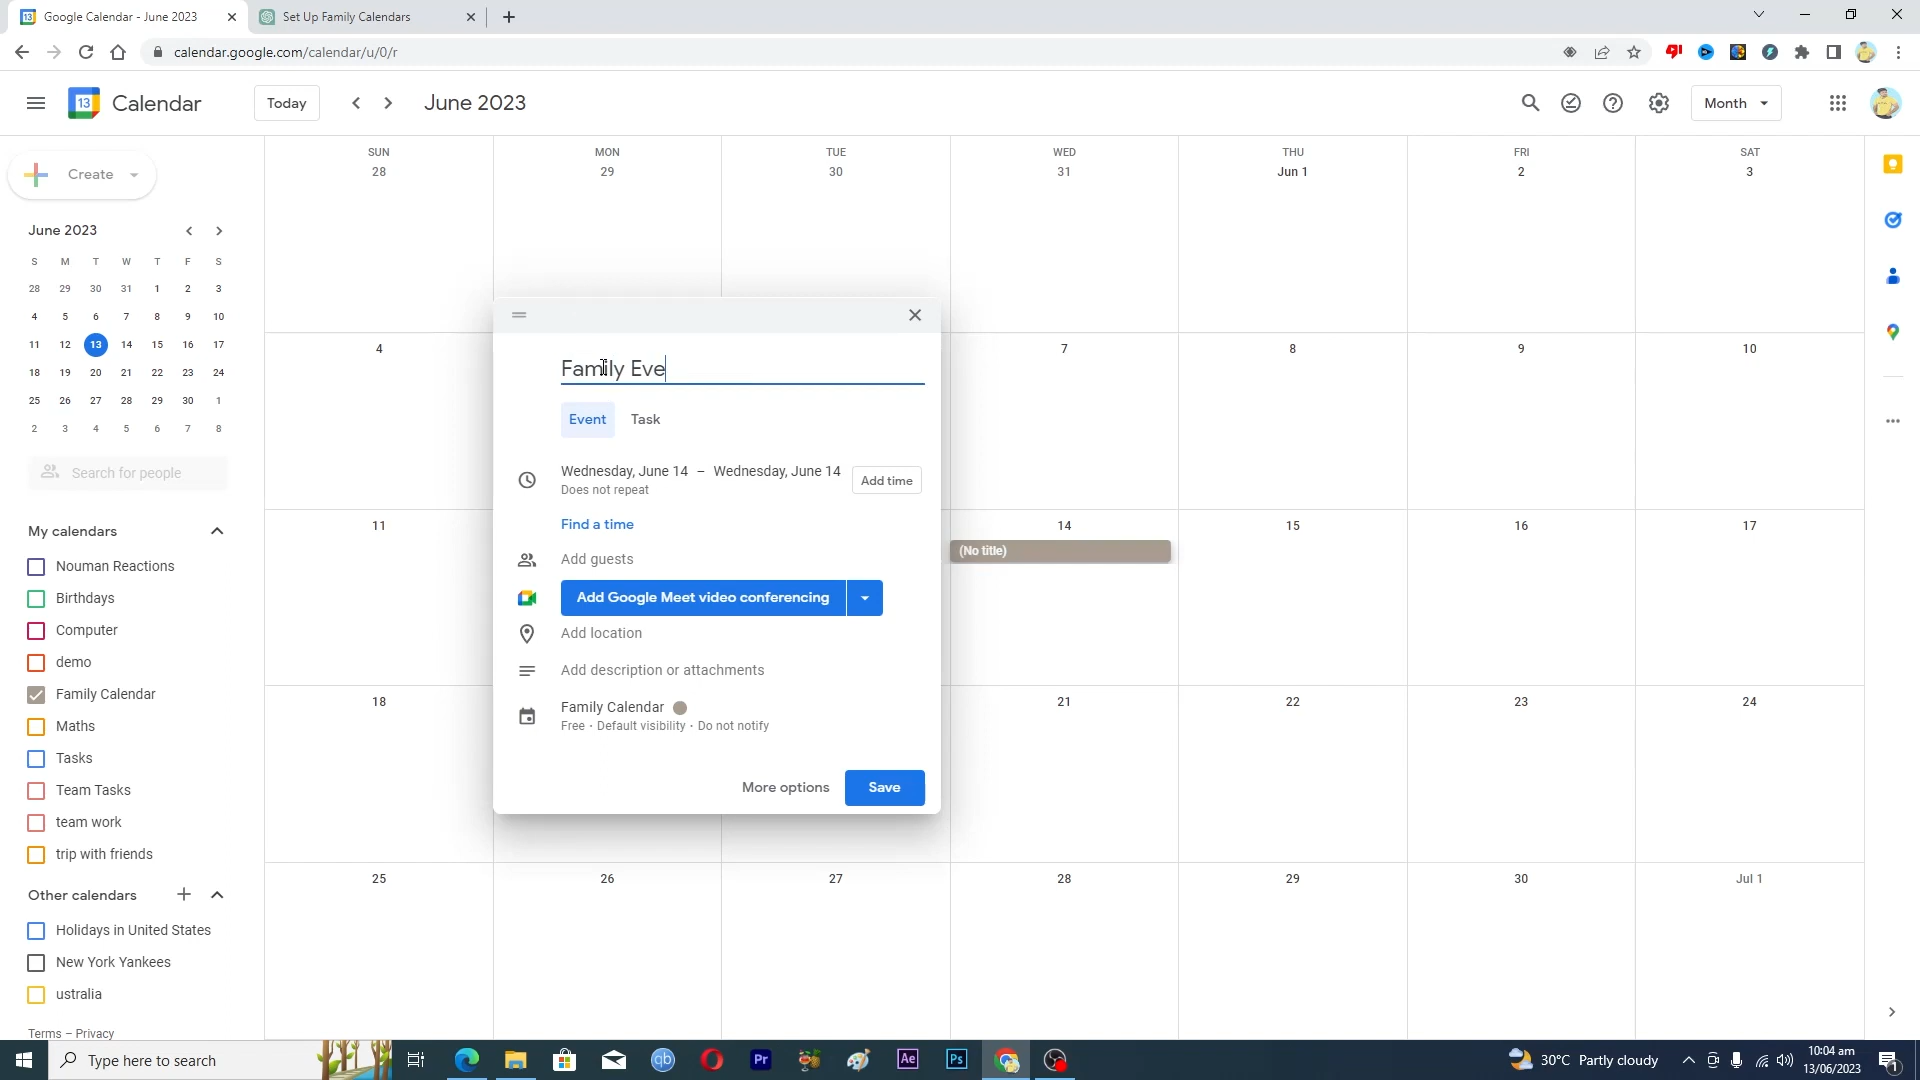 Google Calendar - June 2023
Set Up Family Calendars
calendar.google.com/calendar/u/0/r
13
Calendar
Today
June 2023
Month
Create
June 2023
S M T W T F S
28 29 30 31 1 2 3
4 5 6 7 8 9 10
11 12 13 14 15 16 17
18 19 20 21 22 23 24
25 26 27 28 29 30 1
2 3 4 5 6 7 8
Search for people
My calendars
Nouman Reactions
Birthdays
Computer
demo
Family Calendar
Maths
Tasks
Team Tasks
team work
trip with friends
Other calendars
Holidays in United States
New York Yankees
ustralia
Terms – Privacy
SUN MON TUE WED THU FRI SAT
28 29 30 31 Jun 1 2 3
4 7 8 9 10
11 14 15 16 17
(No title)
18 21 22 23 24
25 26 27 28 29 30 Jul 1
Family Eve
Event Task
Wednesday, June 14 – Wednesday, June 14
Does not repeat
Add time
Find a time
Add guests
Add Google Meet video conferencing
Add location
Add description or attachments
Family Calendar
Free • Default visibility • Do not notify
More options
Save
Type here to search
qb
Pr
Ae
Ps
30°C Partly cloudy
10:04 am
13/06/2023
1